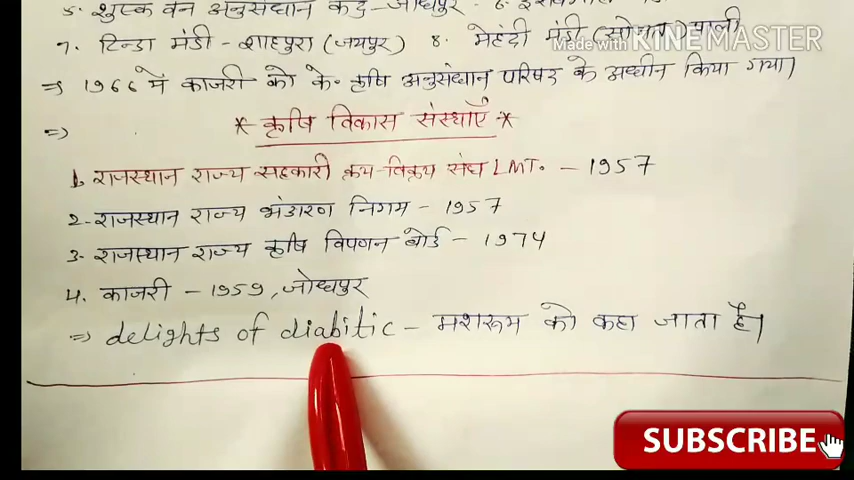 5. शुष्क वन अनुसंधान केंद्र - जोधपुर 6.
7. टिन्डा मंडी - शाहपुरा (जयपुर) 8. मेहंदी मंडी (सोजत) पाली
Made with KINEMASTER
⇒ 1966 में काजरी को के. कृषि अनुसंधान परिषद के अधीन किया गया।
⇒ * कृषि विकास संस्थाएँ *
1. राजस्थान राज्य सहकारी क्रय-विक्रय संघ LMT. - 1957
2- राजस्थान राज्य भंडारण निगम - 1957
3- राजस्थान राज्य कृषि विपणन बोर्ड - 1974
4. काजरी - 1959, जोधपुर
⇒ delights of diabitic - मशरूम को कहा जाता है।
SUBSCRIBE